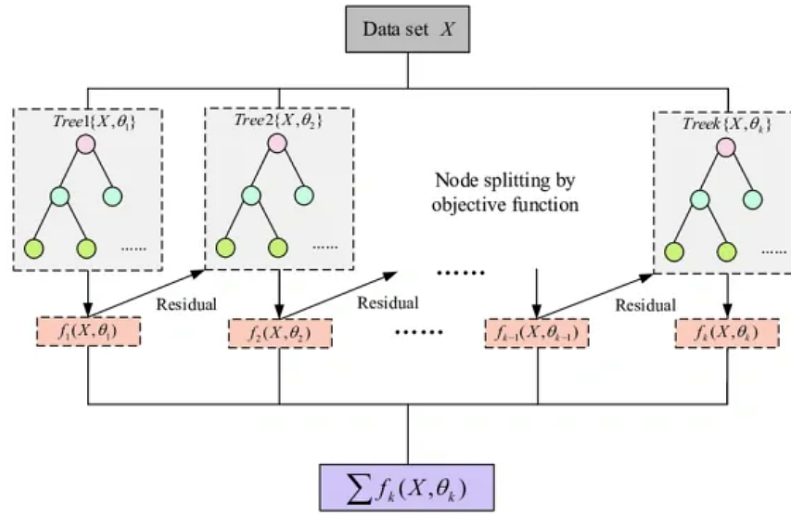 Data set X
Tree1{X,θ₁}
Tree2{X,θ₂}
Treek{X,θₖ}
Node splitting by
objective function
......
......
......
......
Residual
Residual
Residual
f₁(X,θ₁)
f₂(X,θ₂)
......
fₖ₋₁(X,θₖ₋₁)
fₖ(X,θₖ)
∑fₖ(X,θₖ)